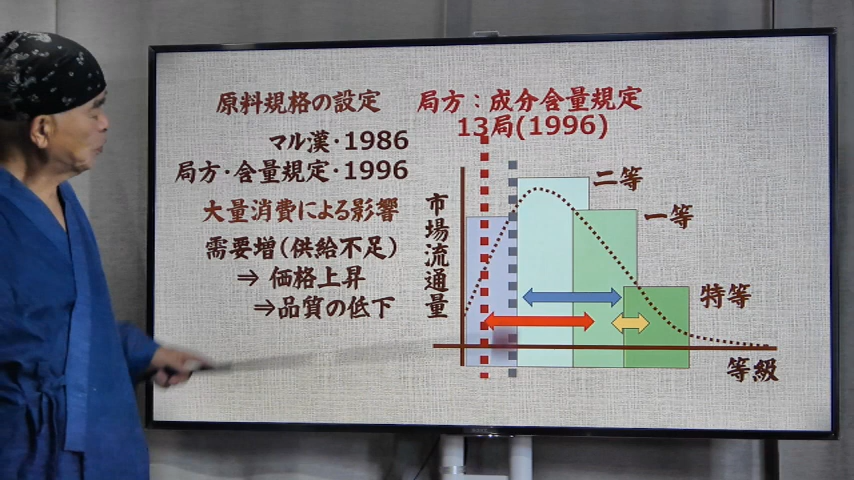 原料規格の設定
マル漢・1986
局方・含量規定・1996
大量消費による影響
需要増(供給不足)
⇒ 価格上昇
⇒品質の低下
局方：成分含量規定
13局(1996)
市場流通量
二等
一等
特等
等級